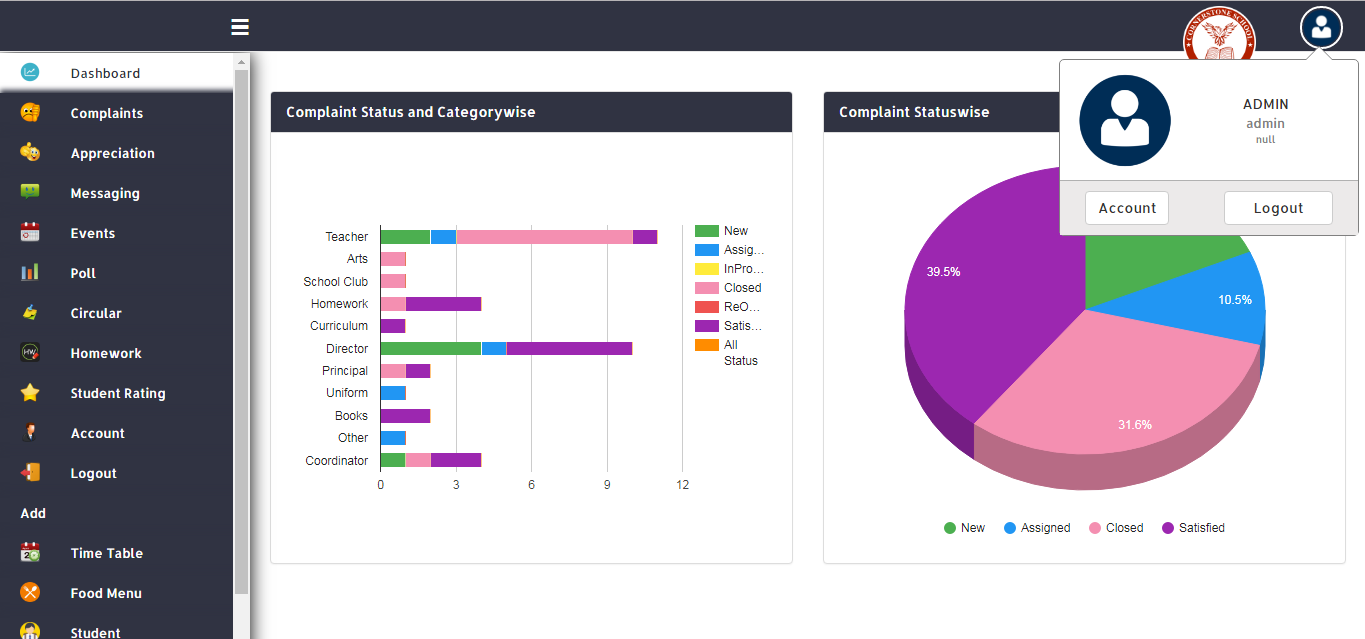 CORNERSTONE SCHOOL
Dashboard
Complaints
Appreciation
Messaging
Events
Poll
Circular
HW
Homework
Student Rating
Account
Logout
Add
Time Table
Food Menu
Student
Complaint Status and Categorywise
Teacher
Arts
School Club
Homework
Curriculum
Director
Principal
Uniform
Books
Other
Coordinator
0 3 6 9 12
New
Assig...
InPro...
Closed
ReO...
Satis...
All
Status
Complaint Statuswise
39.5%
10.5%
31.6%
New Assigned Closed Satisfied
ADMIN
admin
null
Account Logout